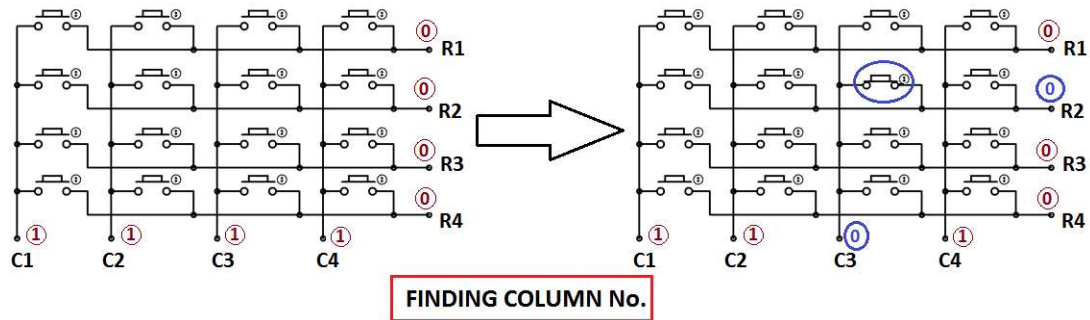 0 R1
0 R2
0 R3
0 R4
1 1 1 1
C1 C2 C3 C4
0 R1
0 R2
0 R3
0 R4
1 1 0 1
C1 C2 C3 C4
FINDING COLUMN No.